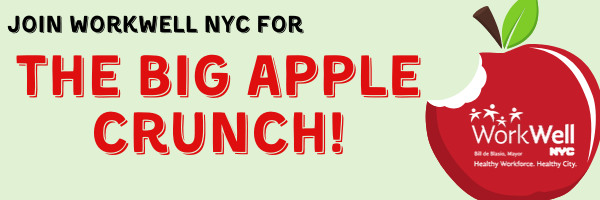 JOIN WORKWELL NYC FOR
THE BIG APPLE
CRUNCH!
WorkWell
NYC
Bill de Blasio, Mayor
Healthy Workforce. Healthy City.